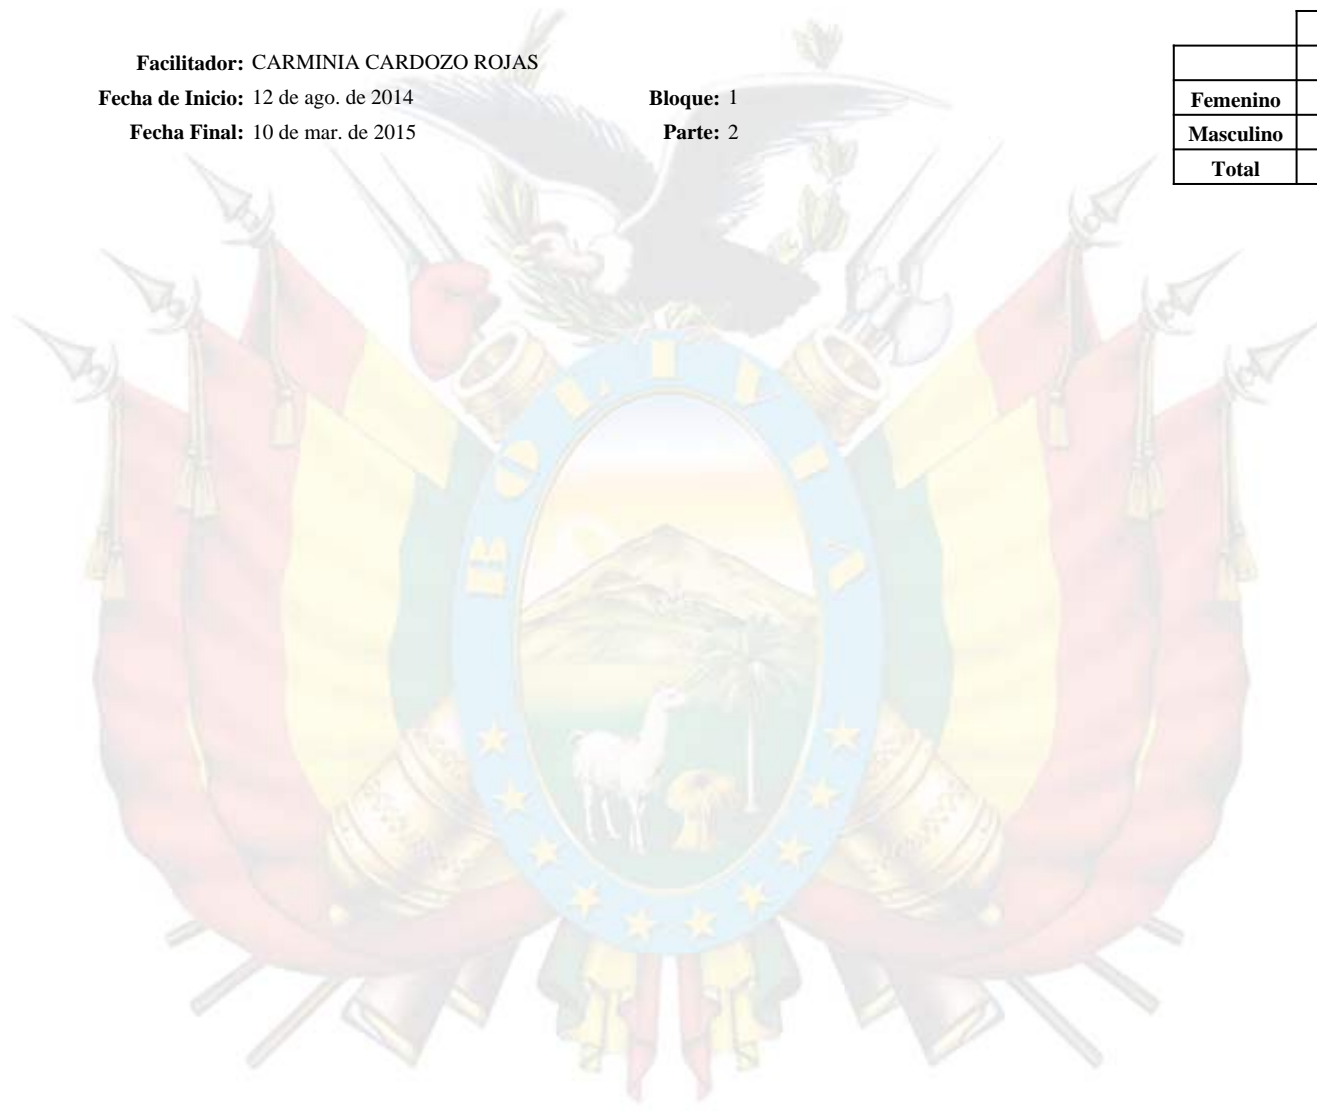 Facilitador: CARMINIA CARDOZO ROJAS
Fecha de Inicio: 12 de ago. de 2014 Bloque: 1
Fecha Final: 10 de mar. de 2015 Parte: 2
Femenino
Masculino
Total
BOLIVIA